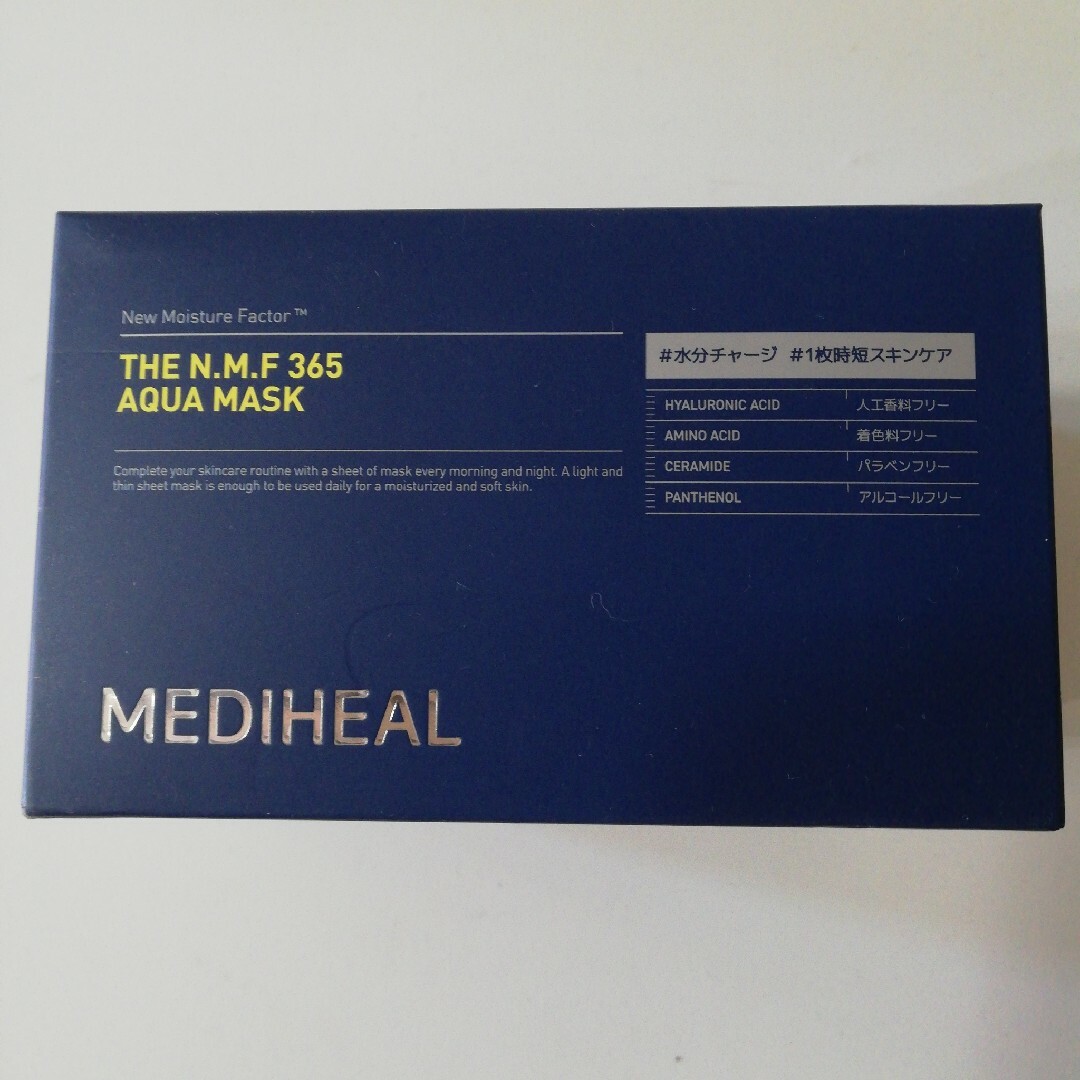 New Moisture Factor™
THE N.M.F 365
AQUA MASK
Complete your skincare routine with a sheet of mask every morning and night. A light and
thin sheet mask is enough to be used daily for a moisturized and soft skin.
#水分チャージ #1枚時短スキンケア
HYALURONIC ACID 人工香料フリー
AMINO ACID 着色料フリー
CERAMIDE パラベンフリー
PANTHENOL アルコールフリー
MEDIHEAL